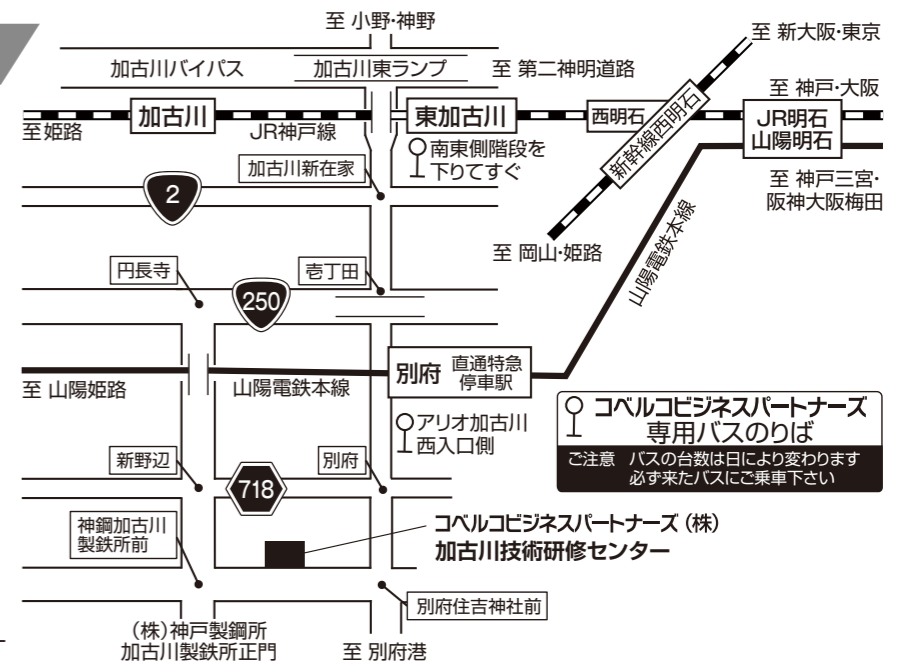 至 小野・神野
至 新大阪・東京
加古川バイパス
加古川東ランプ
至 第二神明道路
至 神戸・大阪
加古川
東加古川
西明石
新幹線西明石
JR明石
山陽明石
至姫路
JR神戸線
南東側階段を
下りてすぐ
加古川新在家
2
至 神戸三宮・
阪神大阪梅田
至 岡山・姫路
山陽電鉄本線
円長寺
壱丁田
250
別府
直通特急
停車駅
至 山陽姫路
山陽電鉄本線
アリオ加古川
西入口側
コベルコビジネスパートナーズ
専用バスのりば
ご注意 バスの台数は日により変わります
必ず来たバスにご乗車下さい
新野辺
別府
718
神鋼加古川
製鉄所前
コベルコビジネスパートナーズ(株)
加古川技術研修センター
別府住吉神社前
(株)神戸製鋼所
加古川製鉄所正門
至 別府港